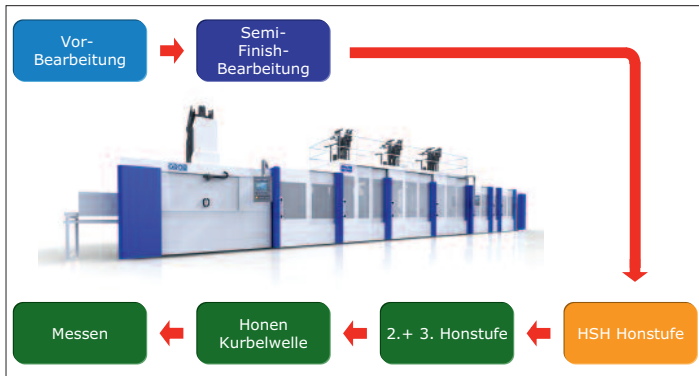 Vor-
Bearbeitung
Semi-
Finish-
Bearbeitung
Messen
Honen
Kurbelwelle
2.+ 3. Honstufe
HSH Honstufe